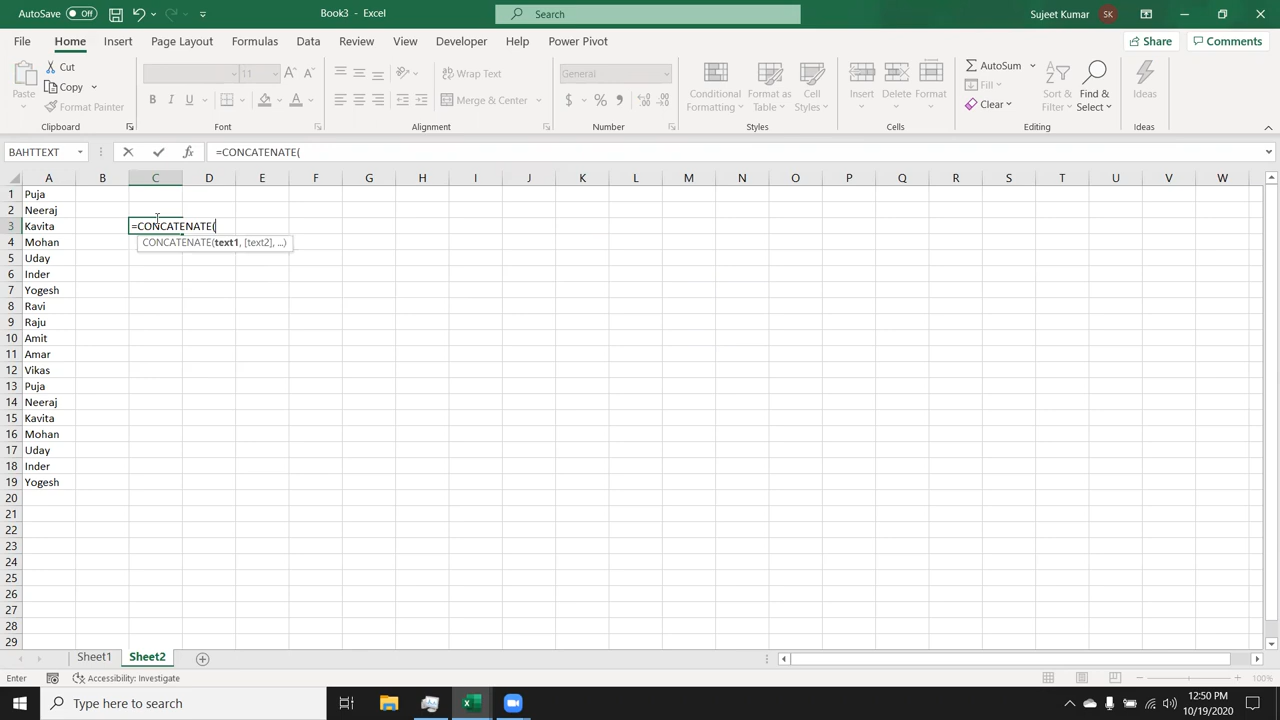 AutoSave Off Book3 - Excel Search Sujeet Kumar SK
File Home Insert Page Layout Formulas Data Review View Developer Help Power Pivot Share Comments
Paste Cut Copy Format Painter Clipboard
11 B I U A A A Font
Wrap Text Merge & Center Alignment
General $ % , Number
Conditional Formatting Format as Table Cell Styles Styles
Insert Delete Format Cells
AutoSum Fill Clear Sort & Filter Find & Select Editing
Ideas Ideas
BAHTTEXT fx =CONCATENATE(
A B C D E F G H I J K L M N O P Q R S T U V W
1 Puja
2 Neeraj
3 Kavita =CONCATENATE(
4 Mohan CONCATENATE(text1, [text2], ...)
5 Uday
6 Inder
7 Yogesh
8 Ravi
9 Raju
10 Amit
11 Amar
12 Vikas
13 Puja
14 Neeraj
15 Kavita
16 Mohan
17 Uday
18 Inder
19 Yogesh
20
21
22
23
24
25
26
27
28
29
Sheet1 Sheet2
Enter Accessibility: Investigate 100%
Type here to search 12:50 PM
10/19/2020